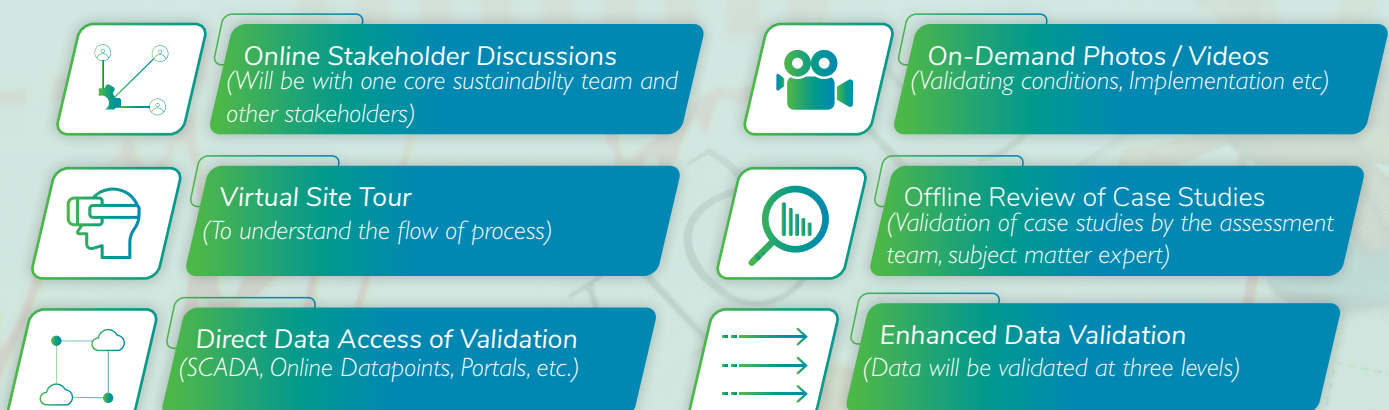 Online Stakeholder Discussions
(Will be with one core sustainabilty team and
other stakeholders)
On-Demand Photos / Videos
(Validating conditions, Implementation etc)
Virtual Site Tour
(To understand the flow of process)
Offline Review of Case Studies
(Validation of case studies by the assessment
team, subject matter expert)
Direct Data Access of Validation
(SCADA, Online Datapoints, Portals, etc.)
Enhanced Data Validation
(Data will be validated at three levels)